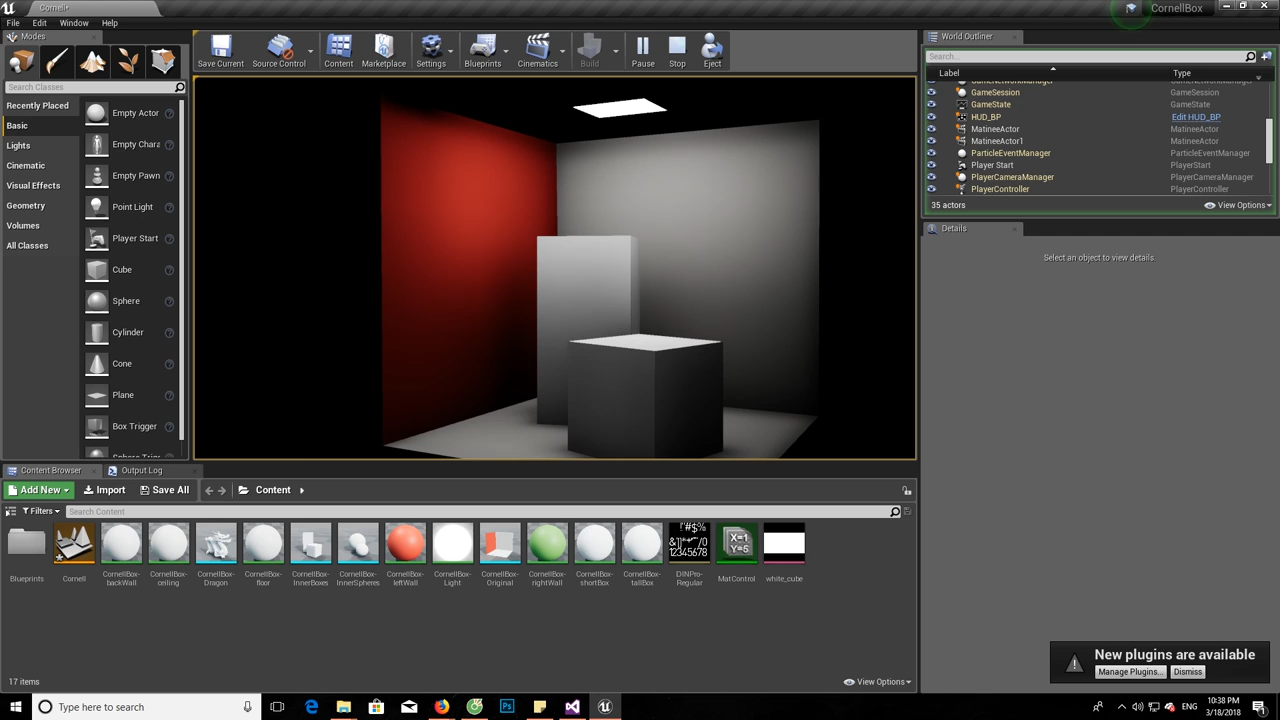 Cornell*
CornellBox
File Edit Window Help
Modes
World Outliner
Save Current Source Control Content Marketplace Settings Blueprints Cinematics Build Pause Stop Eject
Search Classes
Search...
Label Type
Recently Placed
Basic
Lights
Cinematic
Visual Effects
Geometry
Volumes
All Classes
Empty Actor
Empty Chara
Empty Pawn
Point Light
Player Start
Cube
Sphere
Cylinder
Cone
Plane
Box Trigger
GameNetworkManager GameNetworkManager
GameSession GameSession
GameState GameState
HUD_BP Edit HUD_BP
MatineeActor MatineeActor
MatineeActor1 MatineeActor
ParticleEventManager ParticleEventManager
Player Start PlayerStart
PlayerCameraManager PlayerCameraManager
PlayerController PlayerController
35 actors View Options
Details
Select an object to view details.
Content Browser Output Log
Add New Import Save All Content
Filters Search Content
!"#$%
&]]*"/0
12345678
X=1
Y=5
Blueprints
Cornell
CornellBox-
backWall
CornellBox-
ceiling
CornellBox-
Dragon
CornellBox-
floor
CornellBox-
InnerBoxes
CornellBox-
InnerSpheres
CornellBox-
leftWall
CornellBox-
Light
CornellBox-
Original
CornellBox-
rightWall
CornellBox-
shortBox
CornellBox-
tallBox
DINPro-
Regular
MatControl
white_cube
17 items View Options
New plugins are available
Manage Plugins... Dismiss
Type here to search
ENG
10:38 PM
3/18/2018